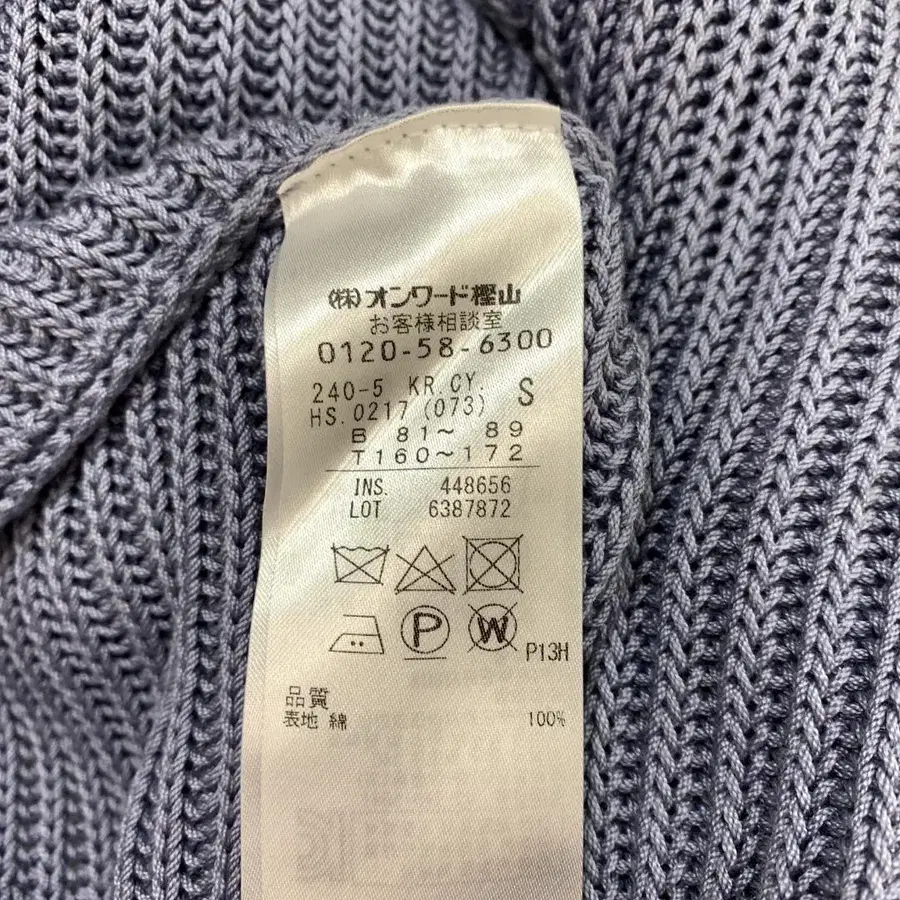 (株)オンワード樫山
お客様相談室
0120-58-6300
240-5 KR.CY. S
HS.0217 (073)
B 81~ 89
T160~172
INS. 448656
LOT 6387872
P W P13H
品質
表地 綿 100%